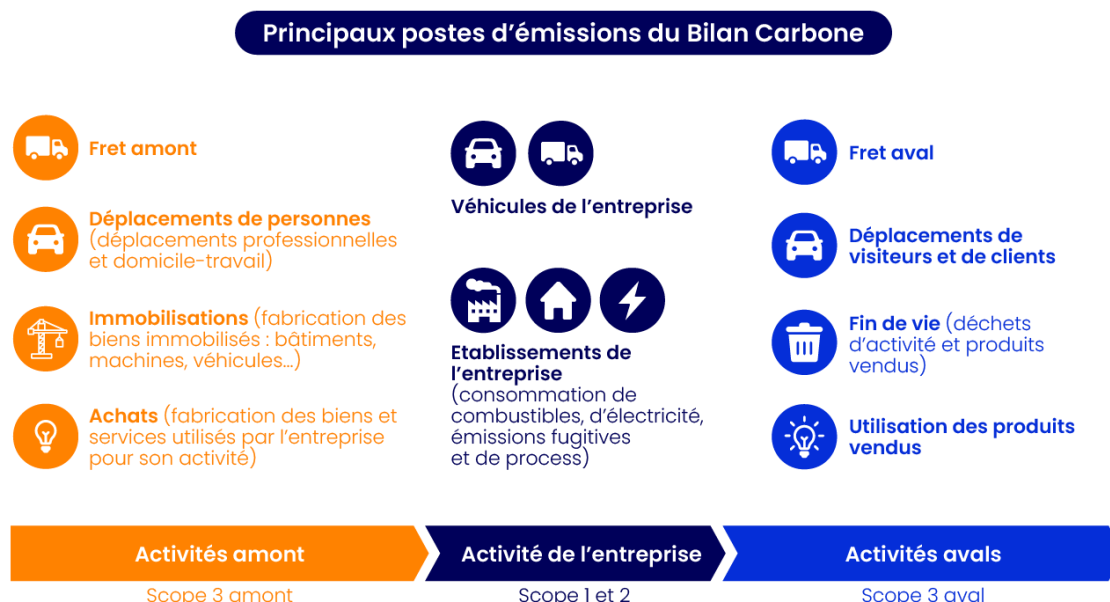 Principaux postes d’émissions du Bilan Carbone
Fret amont
Déplacements de personnes
(déplacements professionnelles
et domicile-travail)
Immobilisations (fabrication des
biens immobilisés : bâtiments,
machines, véhicules...)
Achats (fabrication des biens et
services utilisés par l’entreprise
pour son activité)
Véhicules de l’entreprise
Etablissements de
l’entreprise
(consommation de
combustibles, d’électricité,
émissions fugitives
et de process)
Fret aval
Déplacements de
visiteurs et de clients
Fin de vie (déchets
d’activité et produits
vendus)
Utilisation des produits
vendus
Activités amont
Activité de l’entreprise
Activités avals
Scope 3 amont
Scope 1 et 2
Scope 3 aval